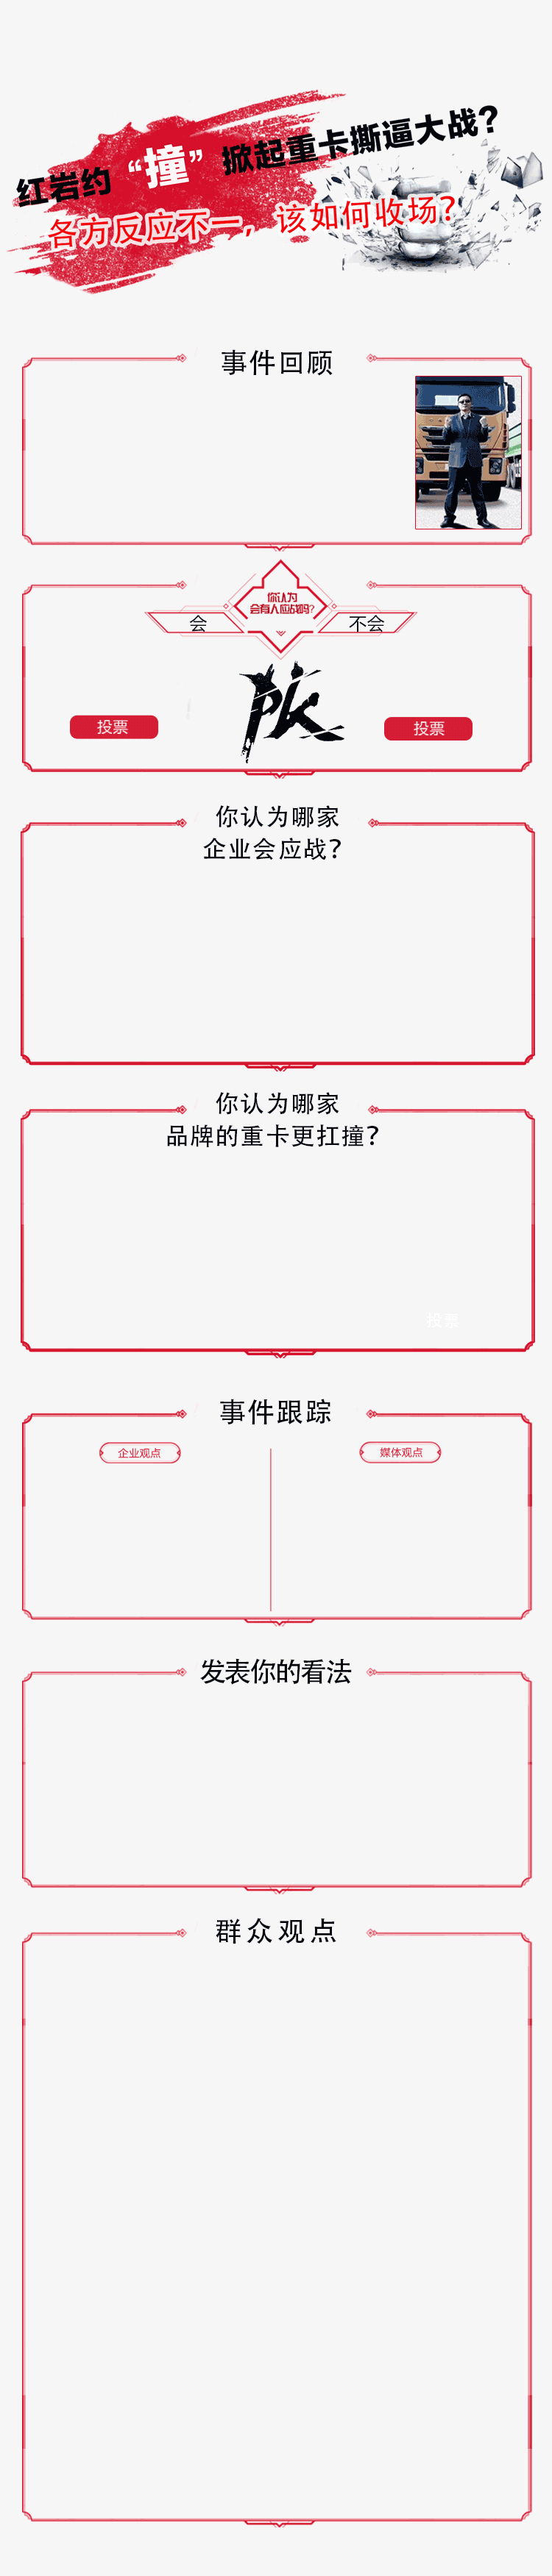 红岩约“撞”掀起重卡撕逼大战？
各方反应不一，该如何收场？
事件回顾
你认为
会有人应战吗？
会
不会
PK
投票
投票
你认为哪家
企业会应战？
你认为哪家
品牌的重卡更扛撞？
投票
事件跟踪
企业观点
媒体观点
发表你的看法
群众观点